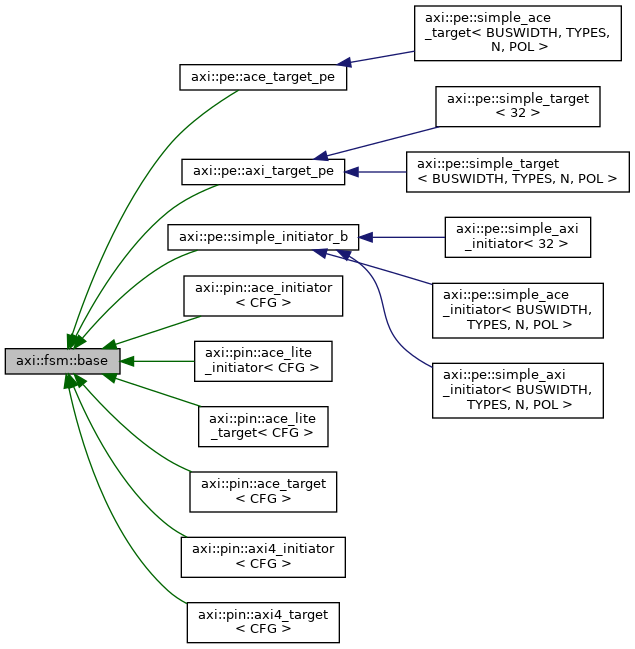 axi::pe::simple_ace
_target< BUSWIDTH, TYPES,
N, POL >
axi::pe::ace_target_pe
axi::pe::simple_target
< 32 >
axi::pe::axi_target_pe
axi::pe::simple_target
< BUSWIDTH, TYPES, N, POL >
axi::pe::simple_initiator_b
axi::pe::simple_axi
_initiator< 32 >
axi::pin::ace_initiator
< CFG >
axi::pe::simple_ace
_initiator< BUSWIDTH,
TYPES, N, POL >
axi::fsm::base
axi::pin::ace_lite
_initiator< CFG >
axi::pe::simple_axi
_initiator< BUSWIDTH,
TYPES, N, POL >
axi::pin::ace_lite
_target< CFG >
axi::pin::ace_target
< CFG >
axi::pin::axi4_initiator
< CFG >
axi::pin::axi4_target
< CFG >